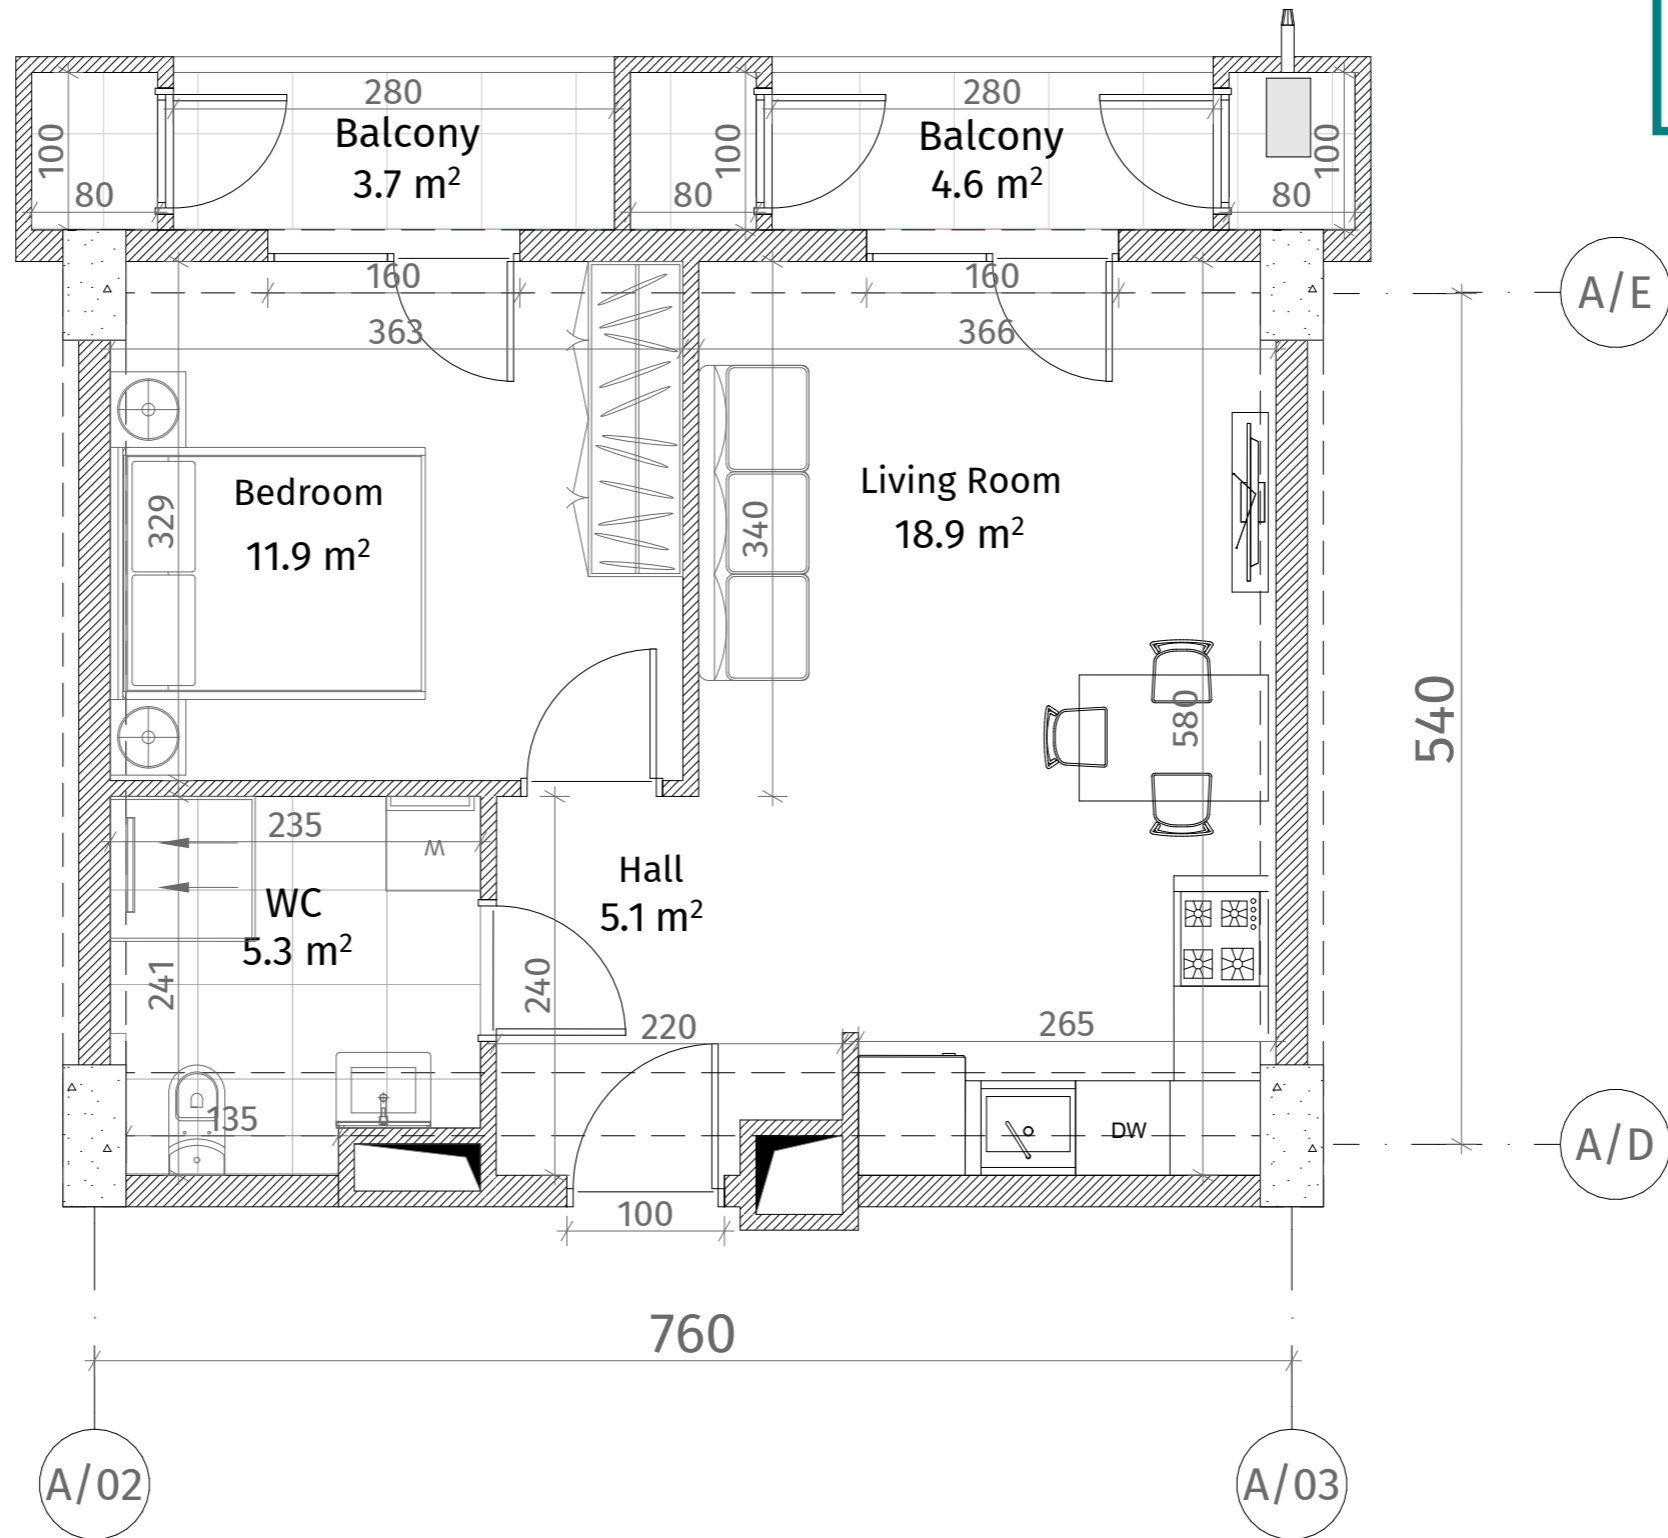 280
280
Balcony
3.7 m²
Balcony
4.6 m²
100
80
100
80
100
80
160
160
363
366
A/E
Bedroom
11.9 m²
329
Living Room
18.9 m²
340
580
540
235
W
WC
5.3 m²
241
Hall
5.1 m²
240
220
265
135
DW
A/D
100
760
A/02
A/03